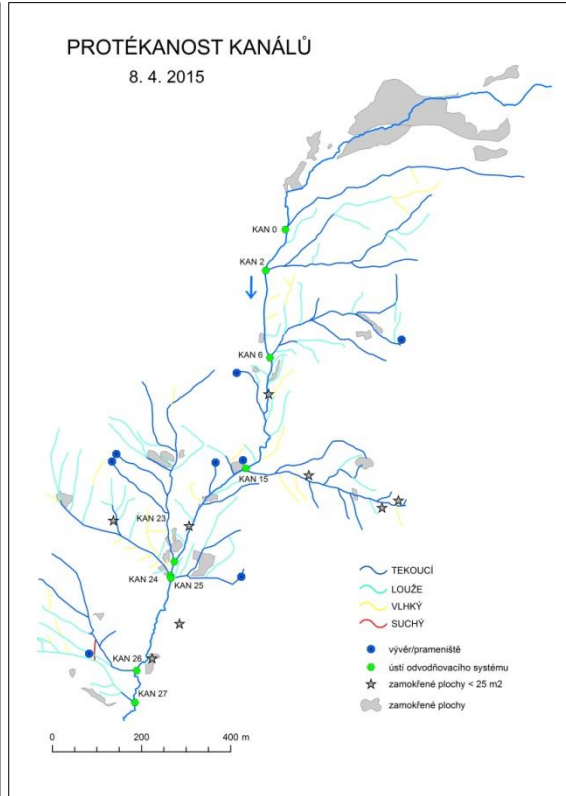 PROTÉKANOST KANÁLŮ
8. 4. 2015
KAN 0
KAN 2
KAN 6
KAN 15
KAN 23
KAN 24
KAN 25
KAN 26
KAN 27
TEKOUCÍ
LOUŽE
VLHKÝ
SUCHÝ
vývěr/prameniště
ústí odvodňovacího systému
zamokřené plochy < 25 m2
zamokřené plochy
0 200 400 m